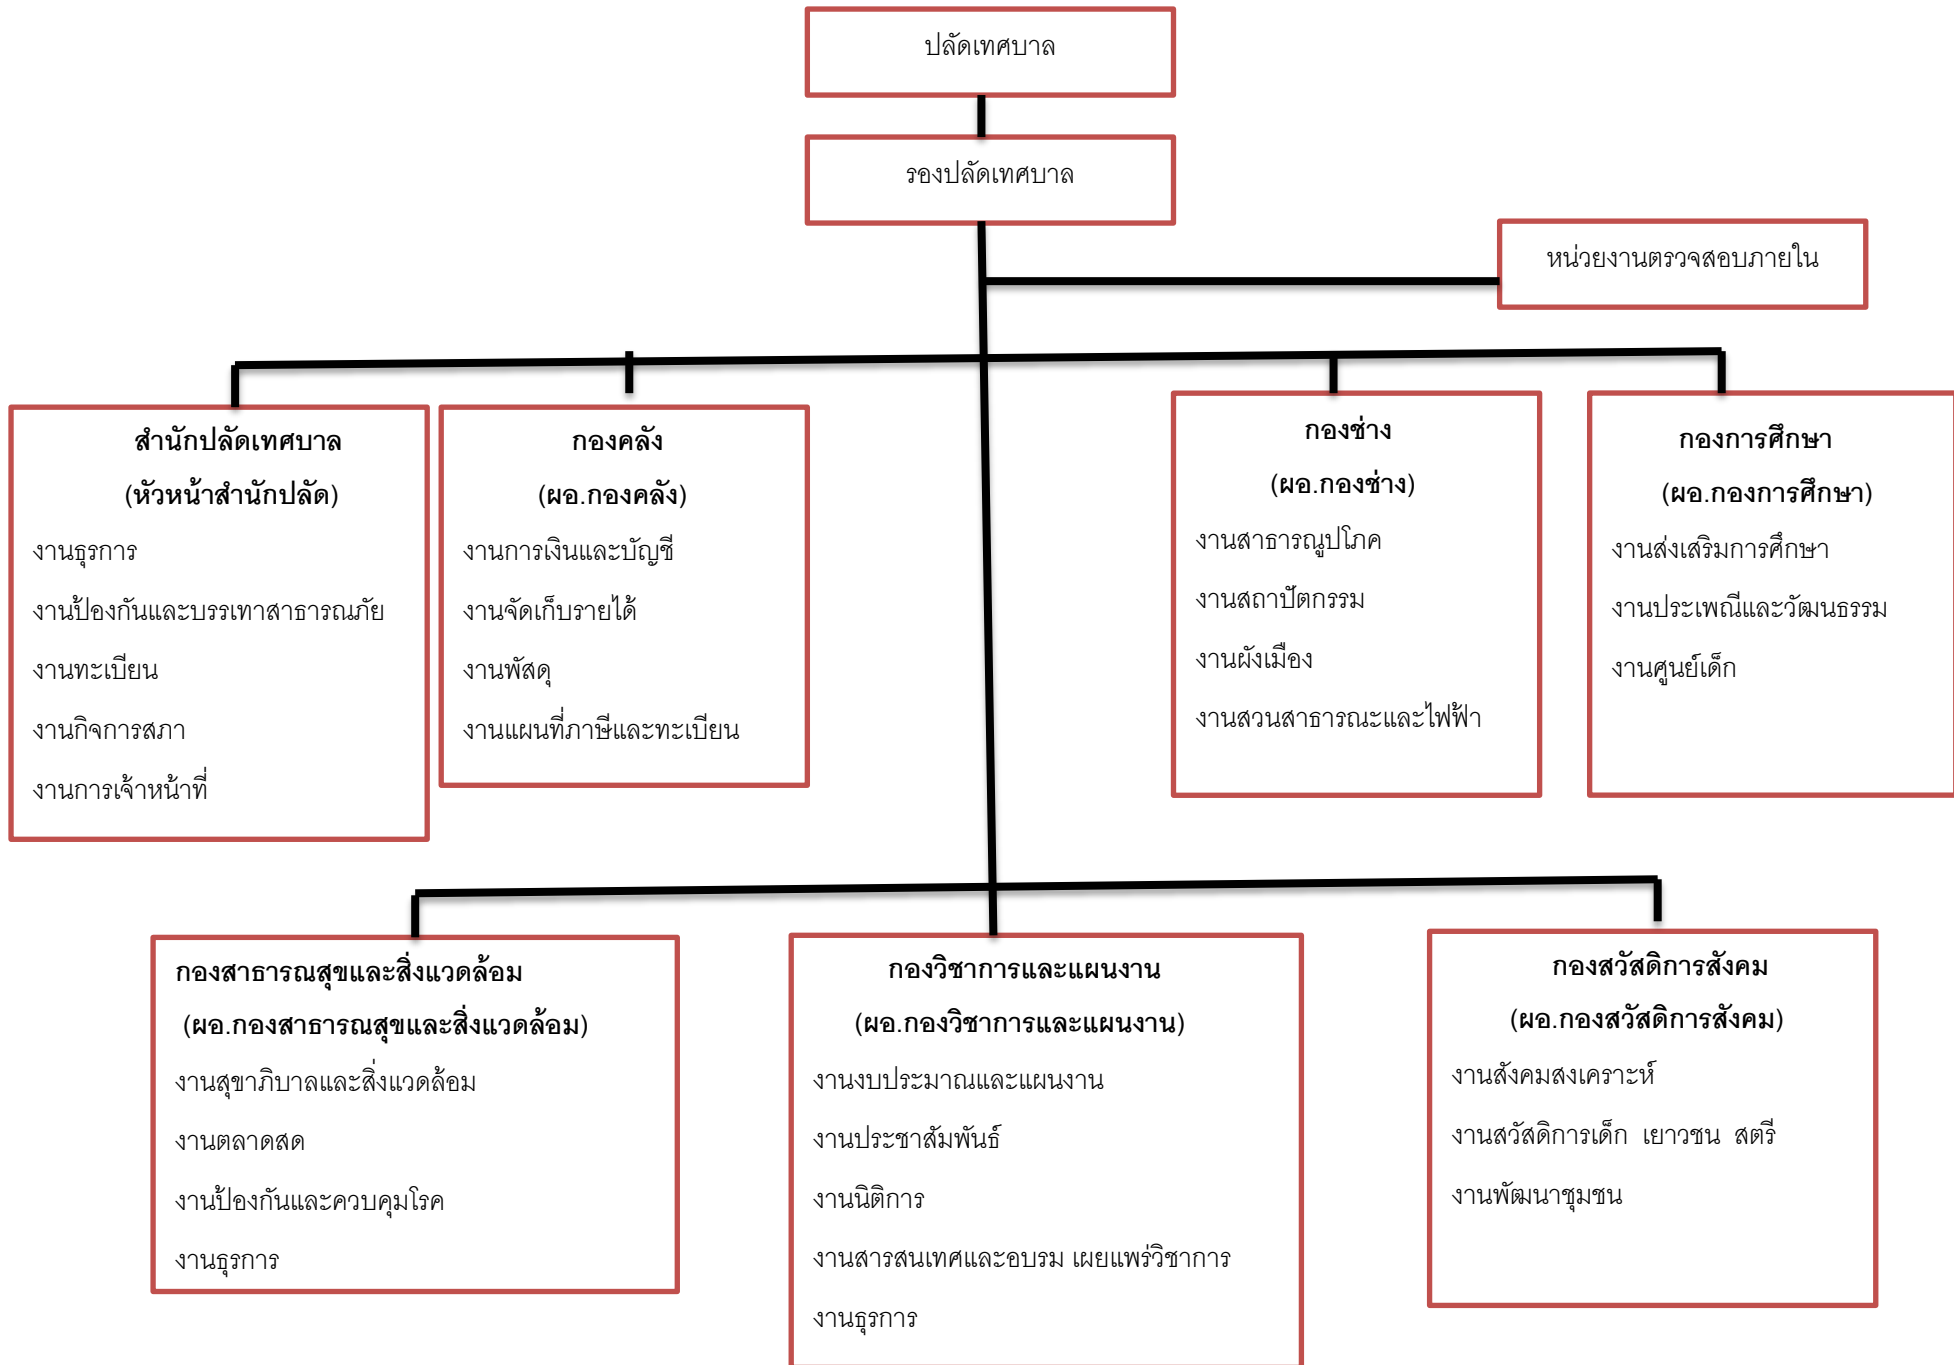 ปลัดเทศบาล
รองปลัดเทศบาล
หน่วยงานตรวจสอบภายใน
สำนักปลัดเทศบาล
(หัวหน้าสำนักปลัด)
งานธุรการ
งานป้องกันและบรรเทาสาธารณภัย
งานทะเบียน
งานกิจการสภา
งานการเจ้าหน้าที่
กองคลัง
(ผอ.กองคลัง)
งานการเงินและบัญชี
งานจัดเก็บรายได้
งานพัสดุ
งานแผนที่ภาษีและทะเบียน
กองช่าง
(ผอ.กองช่าง)
งานสาธารณูปโภค
งานสถาปัตกรรม
งานผังเมือง
งานสวนสาธารณะและไฟฟ้า
กองการศึกษา
(ผอ.กองการศึกษา)
งานส่งเสริมการศึกษา
งานประเพณีและวัฒนธรรม
งานศูนย์เด็ก
กองสาธารณสุขและสิ่งแวดล้อม
(ผอ.กองสาธารณสุขและสิ่งแวดล้อม)
งานสุขาภิบาลและสิ่งแวดล้อม
งานตลาดสด
งานป้องกันและควบคุมโรค
งานธุรการ
กองวิชาการและแผนงาน
(ผอ.กองวิชาการและแผนงาน)
งานงบประมาณและแผนงาน
งานประชาสัมพันธ์
งานนิติการ
งานสารสนเทศและอบรม เผยแพร่วิชาการ
งานธุรการ
กองสวัสดิการสังคม
(ผอ.กองสวัสดิการสังคม)
งานสังคมสงเคราะห์
งานสวัสดิการเด็ก เยาวชน สตรี
งานพัฒนาชุมชน